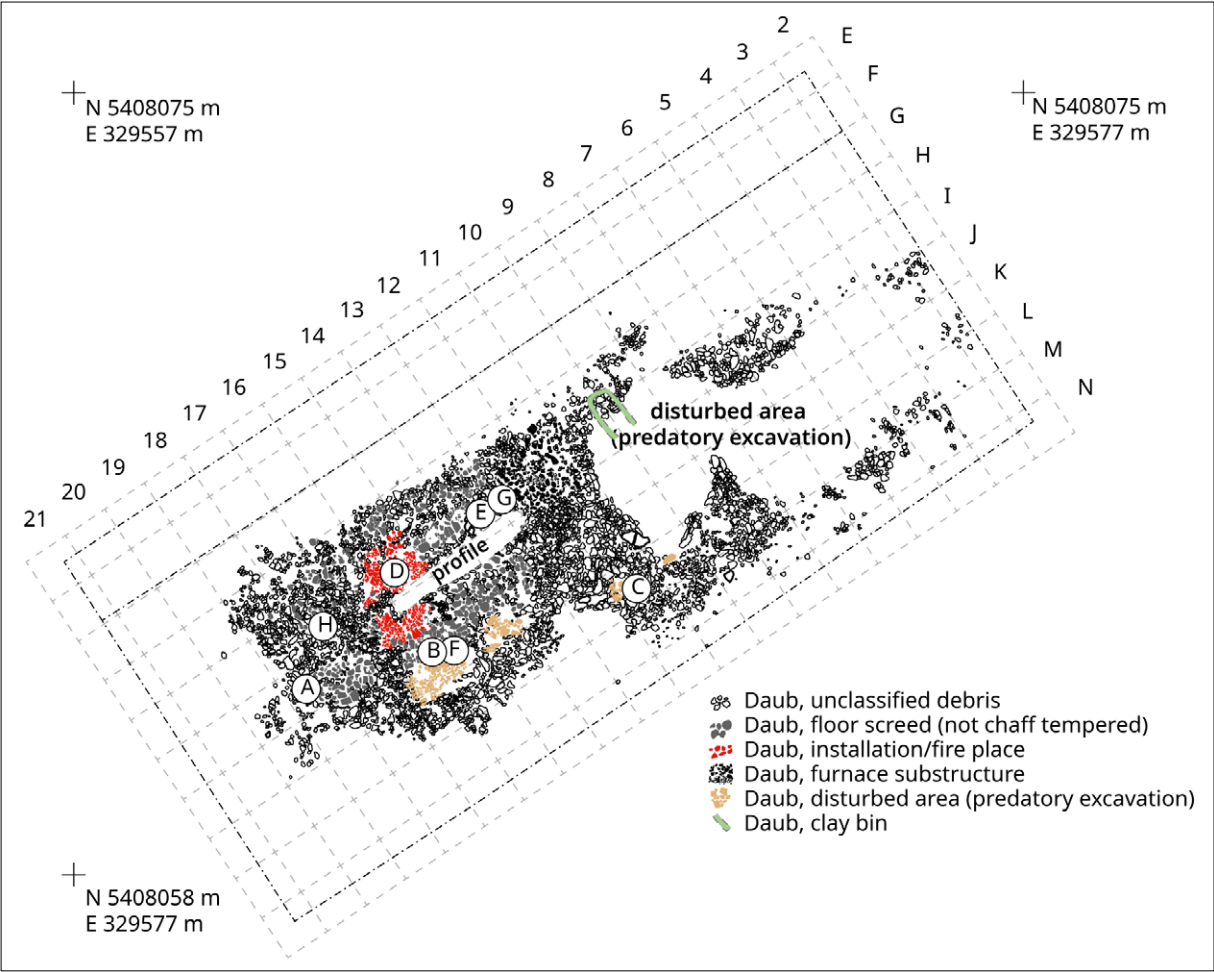 2
3
4
5
6
7
8
9
10
11
12
13
14
15
16
17
18
19
20
21
E
F
G
H
I
J
K
L
M
N
N 5408075 m
E 329557 m
N 5408075 m
E 329577 m
disturbed area
(predatory excavation)
G
E
profile
D
C
H
B
F
A
Daub, unclassified debris
Daub, floor screed (not chaff tempered)
Daub, installation/fire place
Daub, furnace substructure
Daub, disturbed area (predatory excavation)
Daub, clay bin
N 5408058 m
E 329577 m